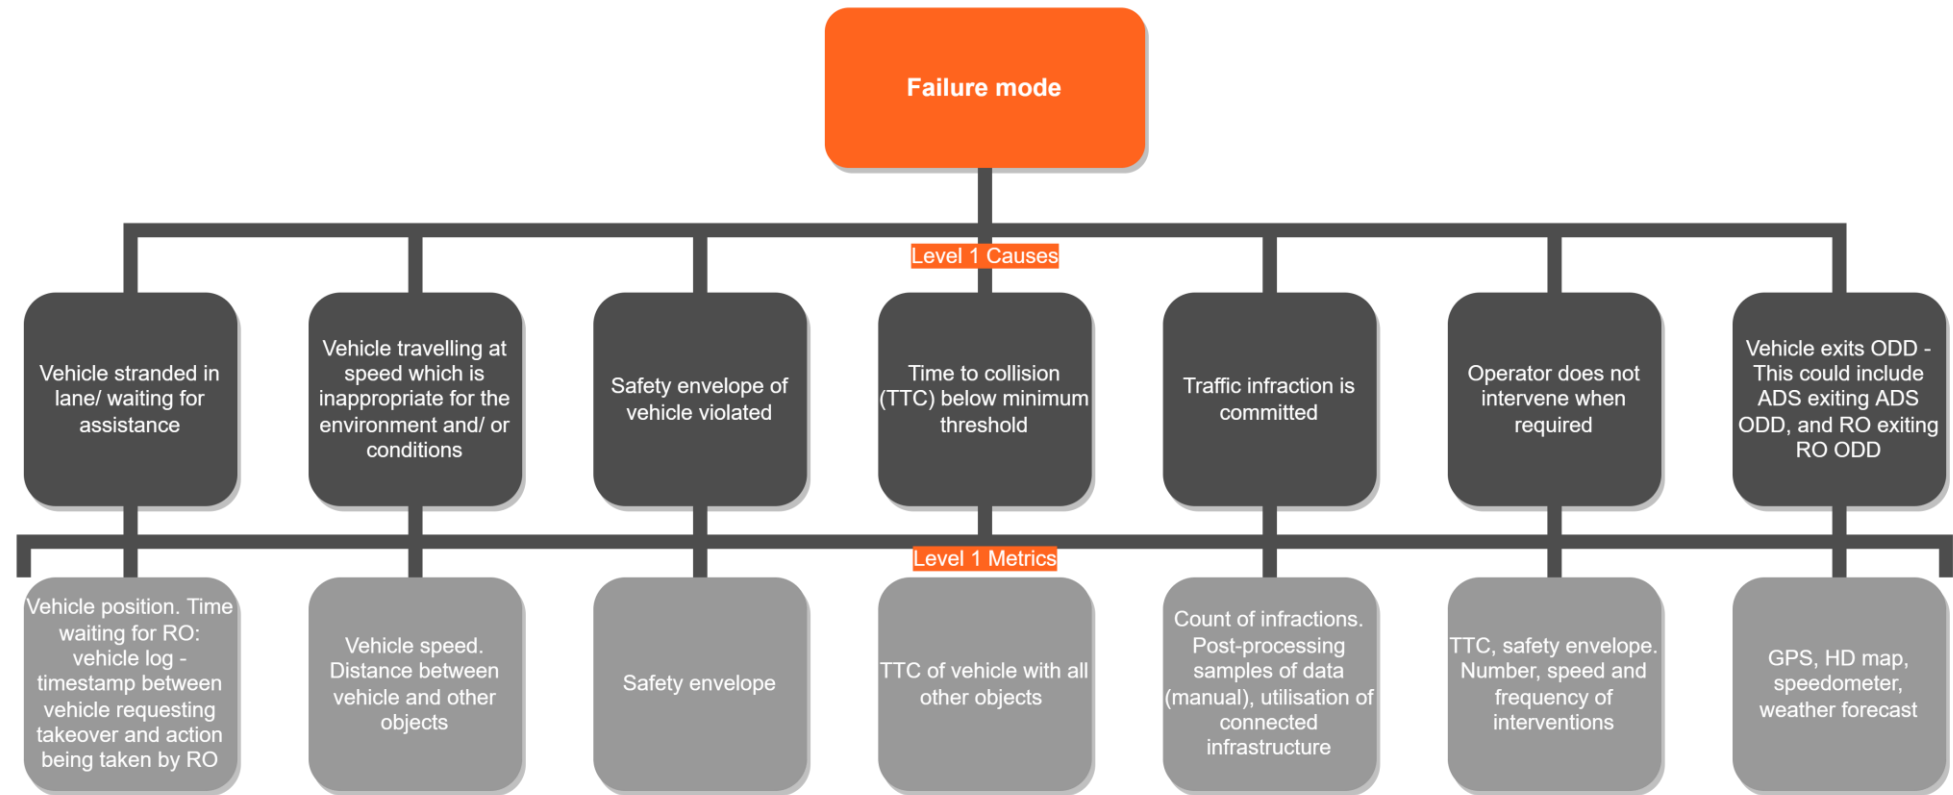 Failure mode
Level 1 Causes
Vehicle stranded in
lane/ waiting for
assistance
Vehicle travelling at
speed which is
inappropriate for the
environment and/ or
conditions
Safety envelope of
vehicle violated
Time to collision
(TTC) below minimum
threshold
Traffic infraction is
committed
Operator does not
intervene when
required
Vehicle exits ODD -
This could include
ADS exiting ADS
ODD, and RO exiting
RO ODD
Level 1 Metrics
Vehicle position. Time
waiting for RO:
vehicle log -
timestamp between
vehicle requesting
takeover and action
being taken by RO
Vehicle speed.
Distance between
vehicle and other
objects
Safety envelope
TTC of vehicle with all
other objects
Count of infractions.
Post-processing
samples of data
(manual), utilisation of
connected
infrastructure
TTC, safety envelope.
Number, speed and
frequency of
interventions
GPS, HD map,
speedometer,
weather forecast